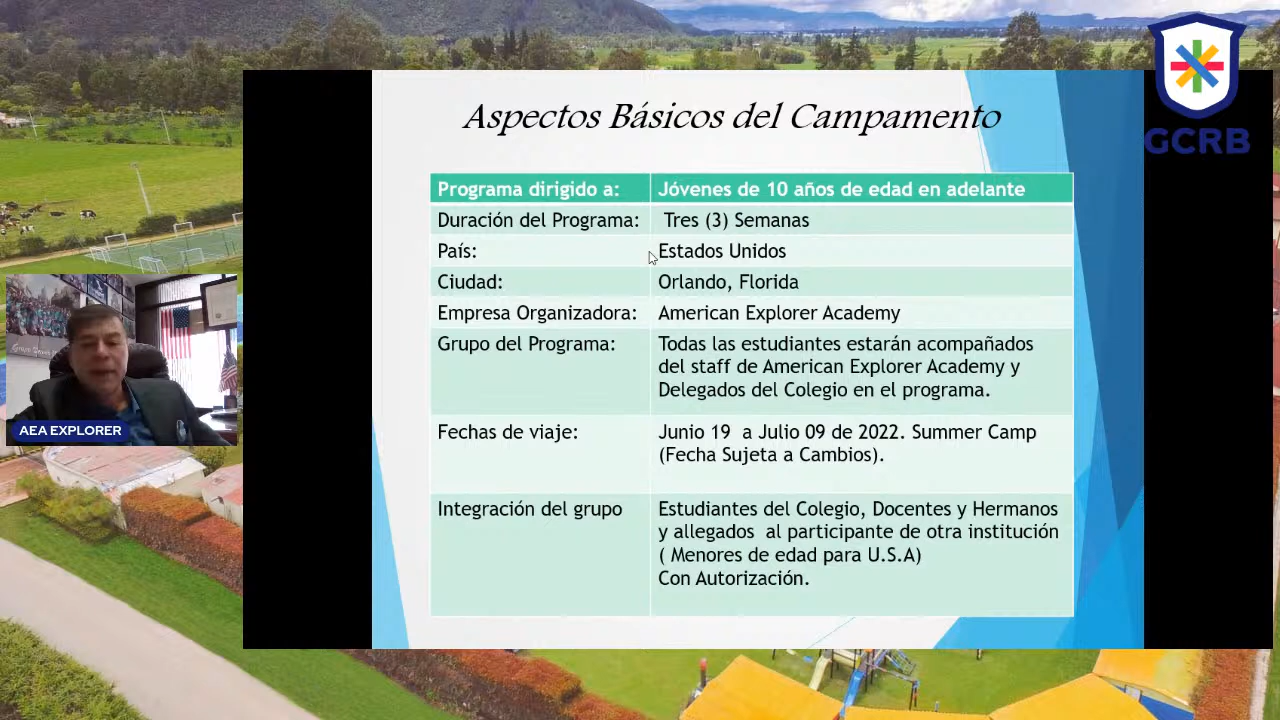 Aspectos Básicos del Campamento
GCRB
Programa dirigido a: Jóvenes de 10 años de edad en adelante
Duración del Programa: Tres (3) Semanas
País: Estados Unidos
Ciudad: Orlando, Florida
Empresa Organizadora: American Explorer Academy
Grupo del Programa: Todas las estudiantes estarán acompañados
del staff de American Explorer Academy y
Delegados del Colegio en el programa.
Fechas de viaje: Junio 19 a Julio 09 de 2022. Summer Camp
(Fecha Sujeta a Cambios).
Integración del grupo Estudiantes del Colegio, Docentes y Hermanos
y allegados al participante de otra institución
( Menores de edad para U.S.A)
Con Autorización.
AEA EXPLORER